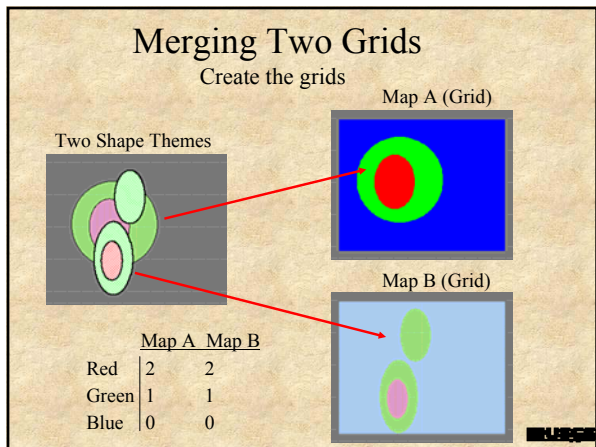 Merging Two Grids
Create the grids
Map A (Grid)
Two Shape Themes
Map B (Grid)
Map A Map B
Red 2 2
Green 1 1
Blue 0 0